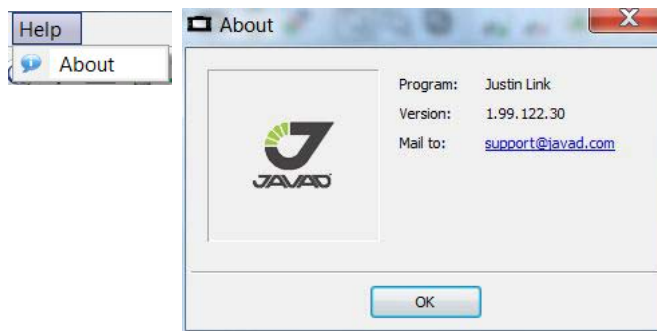 Help
About
About
Program: Justin Link
Version: 1.99.122.30
Mail to: support@javad.com
JAVAD
OK